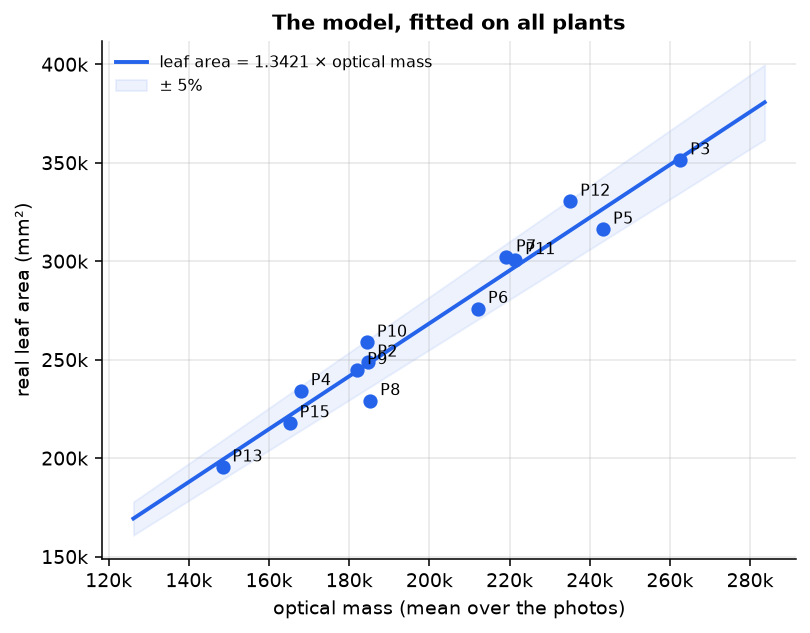 The model, fitted on all plants
leaf area = 1.3421 × optical mass
± 5%
400k
350k
300k
250k
200k
150k
real leaf area (mm²)
P3
P12
P5
P7
P11
P6
P10
P2
P9
P4
P8
P15
P13
120k 140k 160k 180k 200k 220k 240k 260k 280k
optical mass (mean over the photos)